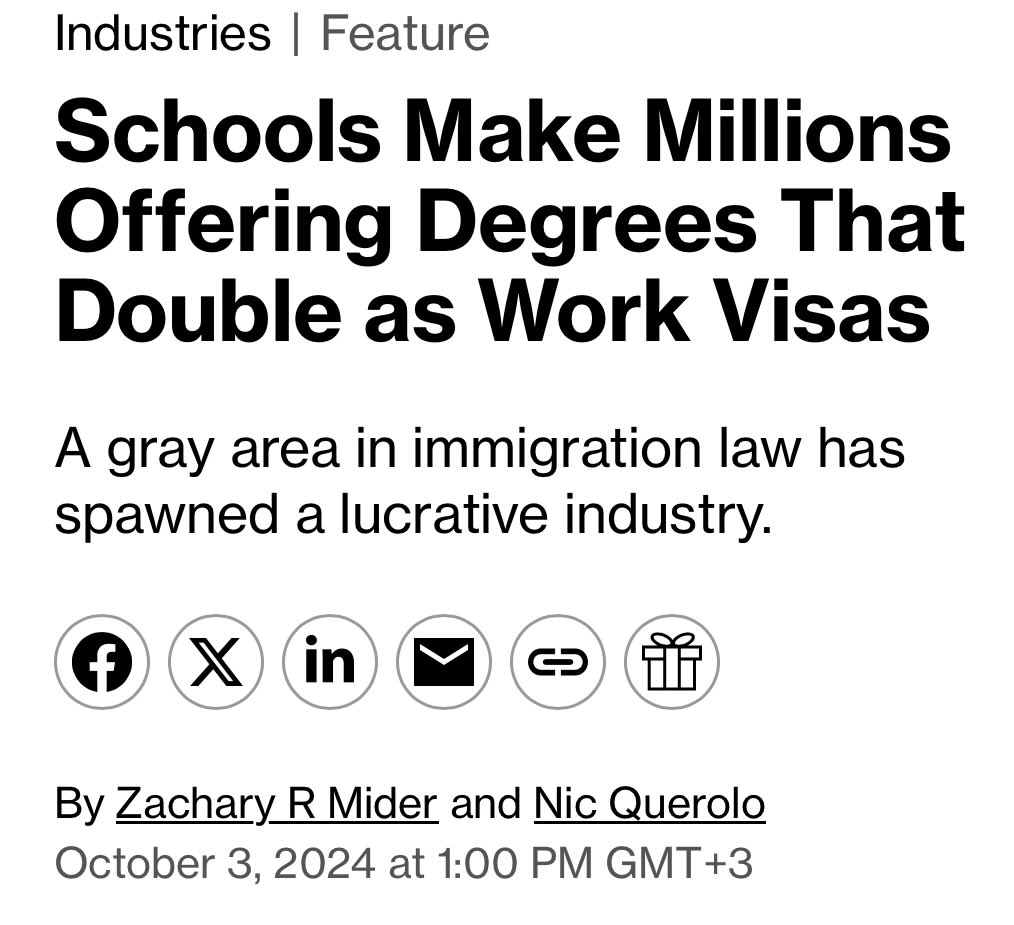 Industries | Feature
Schools Make Millions
Offering Degrees That
Double as Work Visas
A gray area in immigration law has
spawned a lucrative industry.
in
By Zachary R Mider and Nic Querolo
October 3, 2024 at 1:00 PM GMT+3